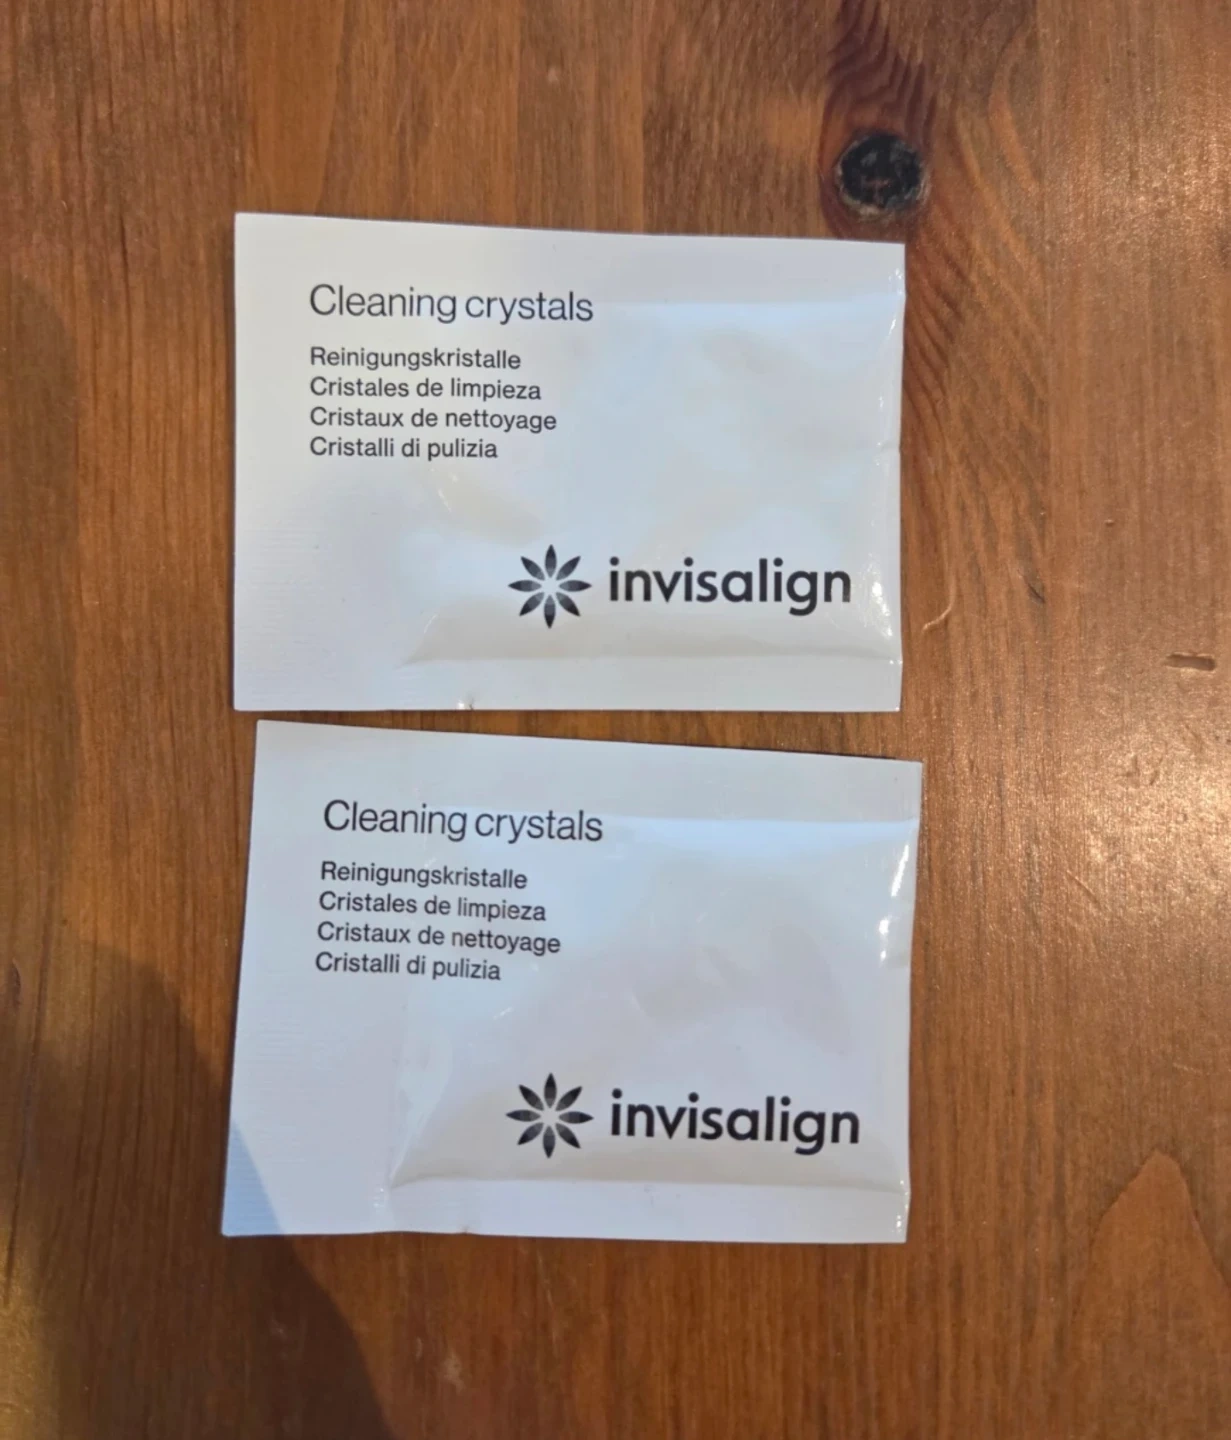 Cleaning crystals
Reinigungskristalle
Cristales de limpieza
Cristaux de nettoyage
Cristalli di pulizia
invisalign
Cleaning crystals
Reinigungskristalle
Cristales de limpieza
Cristaux de nettoyage
Cristalli di pulizia
invisalign